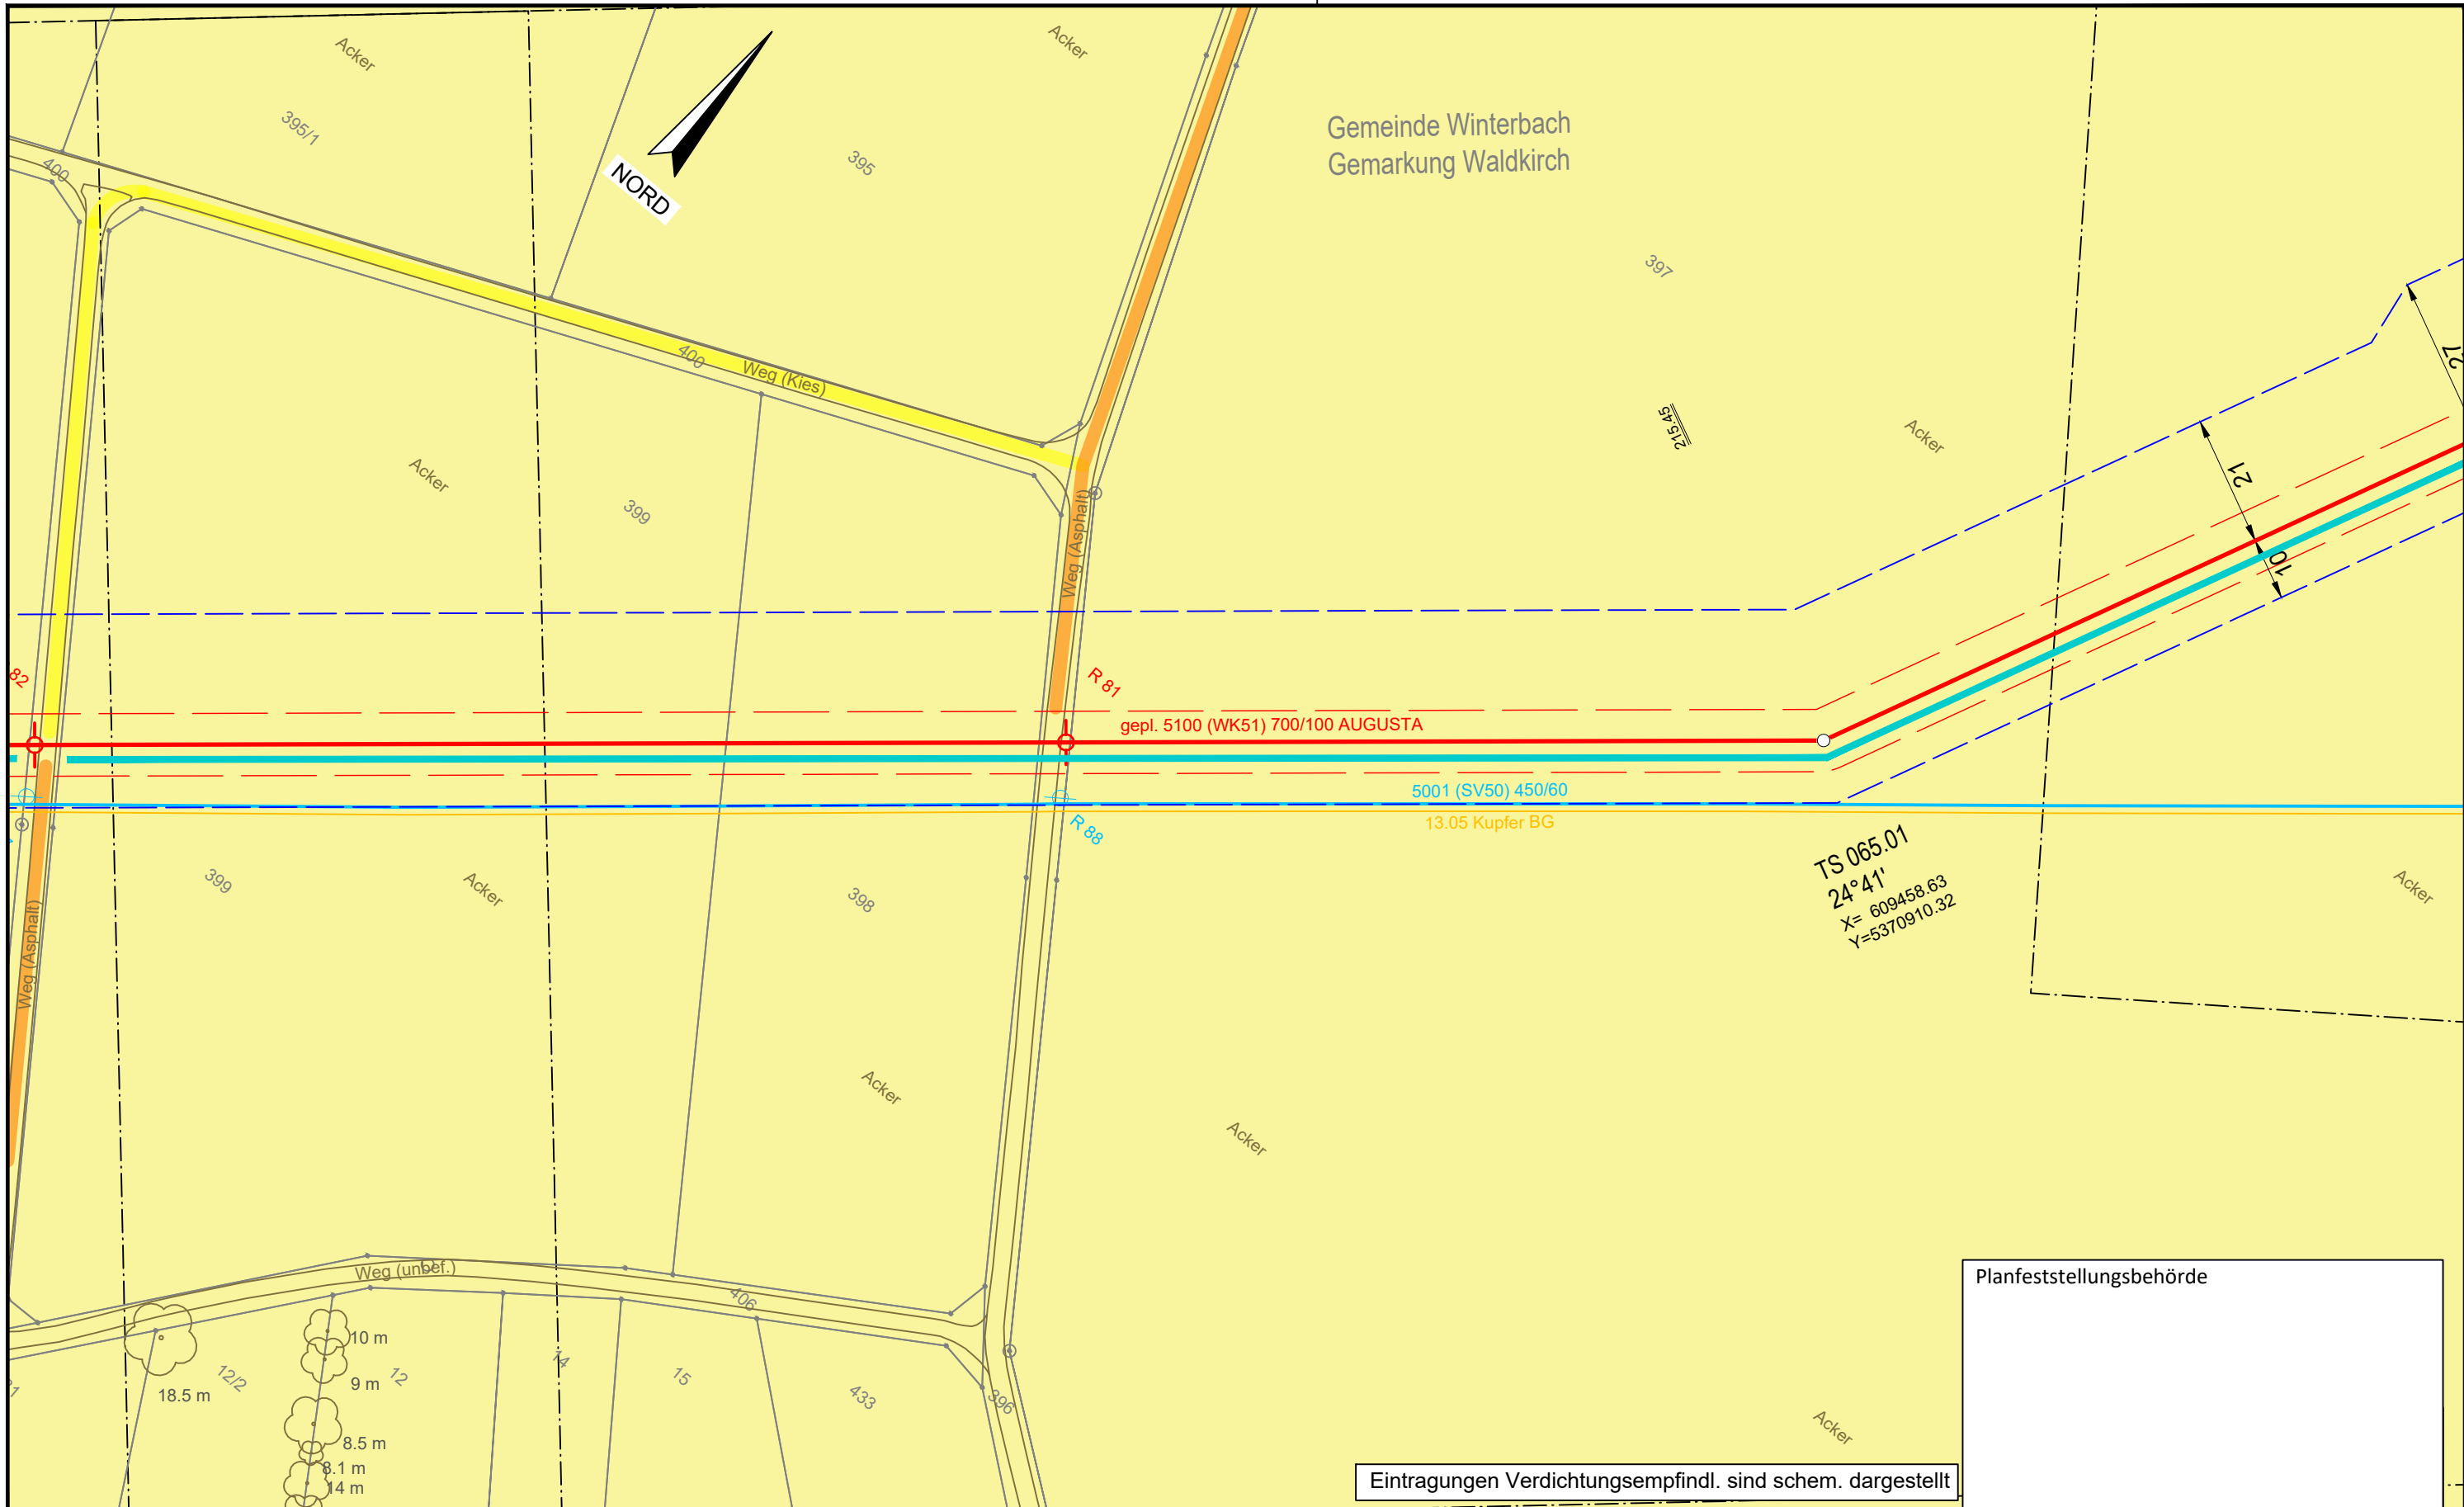 Acker
Acker
395/1
395
400
NORD
Gemeinde Winterbach
Gemarkung Waldkirch
397
400
Weg (Kies)
27
215.45
Acker
Acker
21
399
Weg (Asphalt)
10
82
R 81
gepl. 5100 (WK51) 700/100 AUGUSTA
5001 (SV50) 450/60
13.05 Kupfer BG
R 88
TS 065.01
24°41'
X= 609458.63
Y=5370910.32
399
Acker
398
Acker
Weg (Asphalt)
Acker
Acker
Weg (unbef.)
406
Planfeststellungsbehörde
10 m
9 m
12/2
12
14
15
433
396
18.5 m
8.5 m
8.1 m
14 m
Acker
Eintragungen Verdichtungsempfindl. sind schem. dargestellt